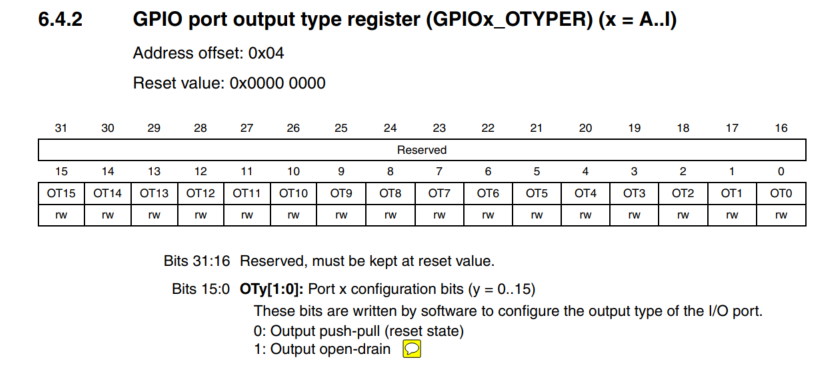 6.4.2 GPIO port output type register (GPIOx_OTYPER) (x = A..I)
Address offset: 0x04
Reset value: 0x0000 0000
31 30 29 28 27 26 25 24 23 22 21 20 19 18 17 16
Reserved
15 14 13 12 11 10 9 8 7 6 5 4 3 2 1 0
OT15 OT14 OT13 OT12 OT11 OT10 OT9 OT8 OT7 OT6 OT5 OT4 OT3 OT2 OT1 OT0
rw rw rw rw rw rw rw rw rw rw rw rw rw rw rw rw
Bits 31:16 Reserved, must be kept at reset value.
Bits 15:0 OTy[1:0]: Port x configuration bits (y = 0..15)
These bits are written by software to configure the output type of the I/O port.
0: Output push-pull (reset state)
1: Output open-drain